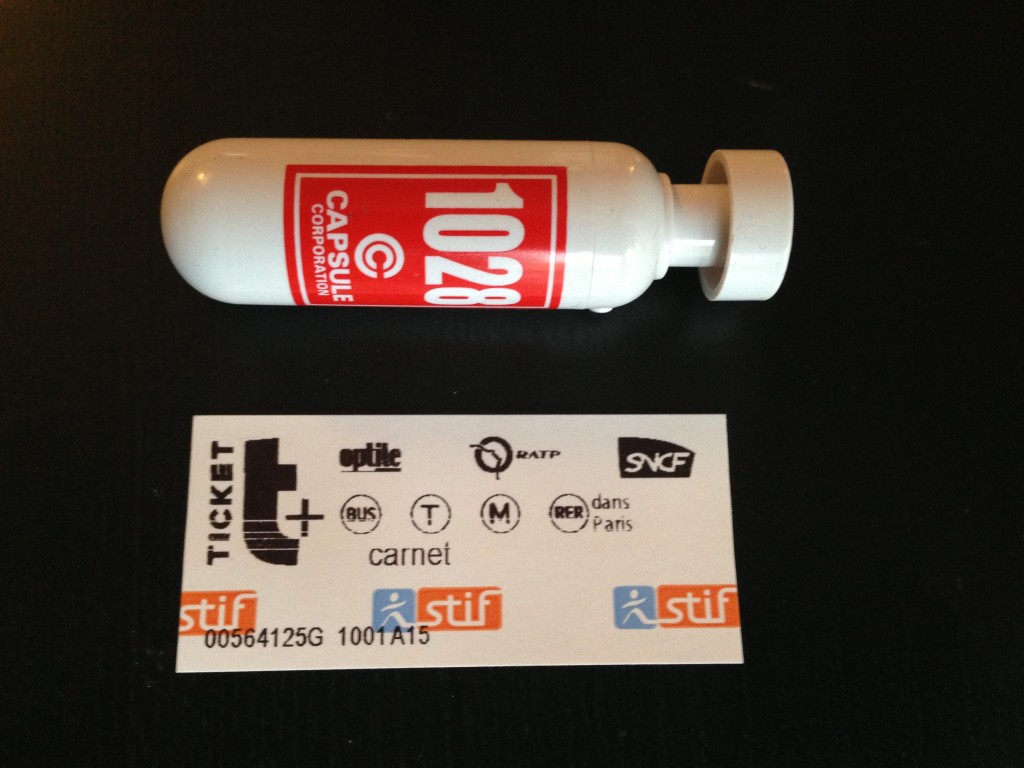 1028
C
CAPSULE
CORPORATION
TICKET
t+
optile
RATP
SNCF
BUS
T
M
RER
dans
Paris
carnet
stif
stif
stif
00564125G 1001A15